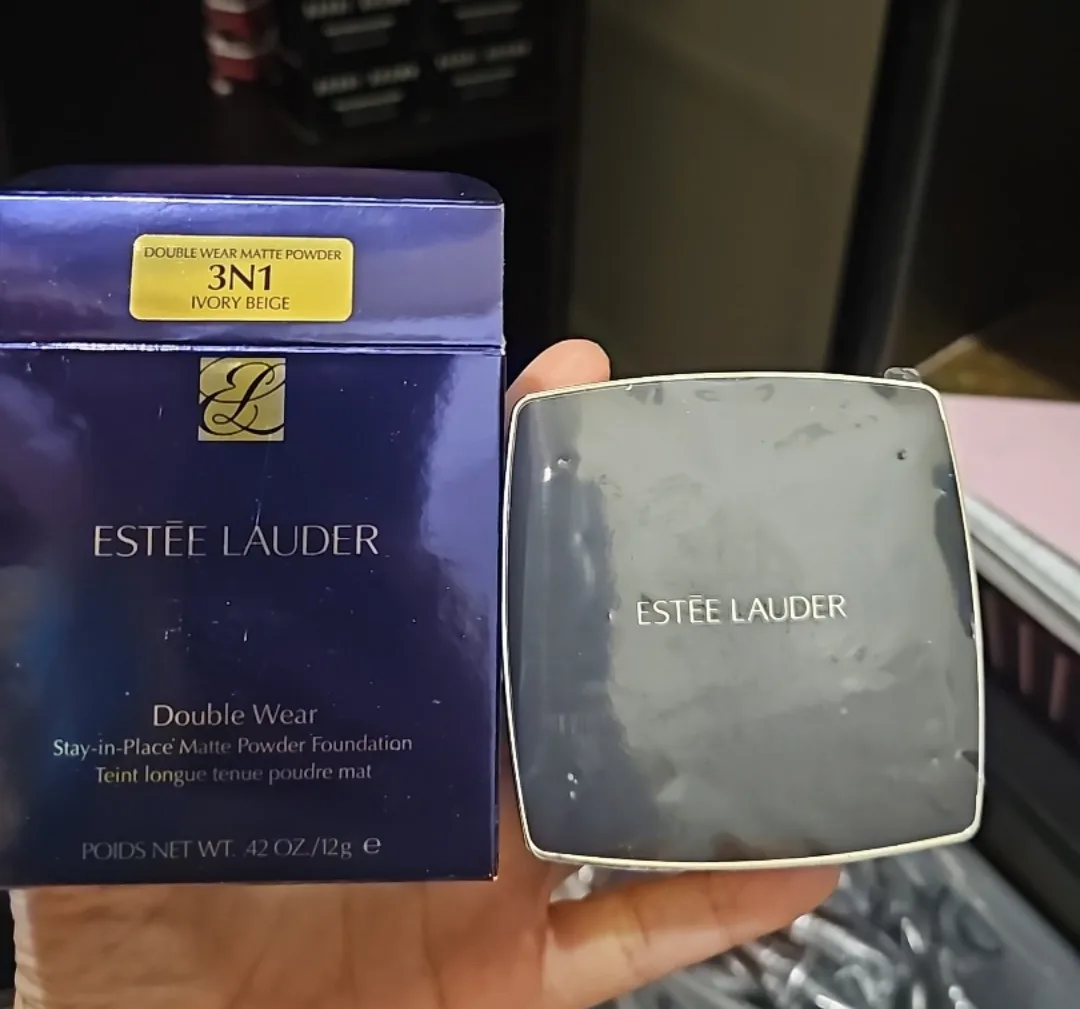 DOUBLE WEAR MATTE POWDER
3N1
IVORY BEIGE
ESTĒE LAUDER
Double Wear
Stay-in-Place Matte Powder Foundation
Teint longue tenue poudre mat
POIDS NET WT. .42 OZ./12g ℮
ESTĒE LAUDER